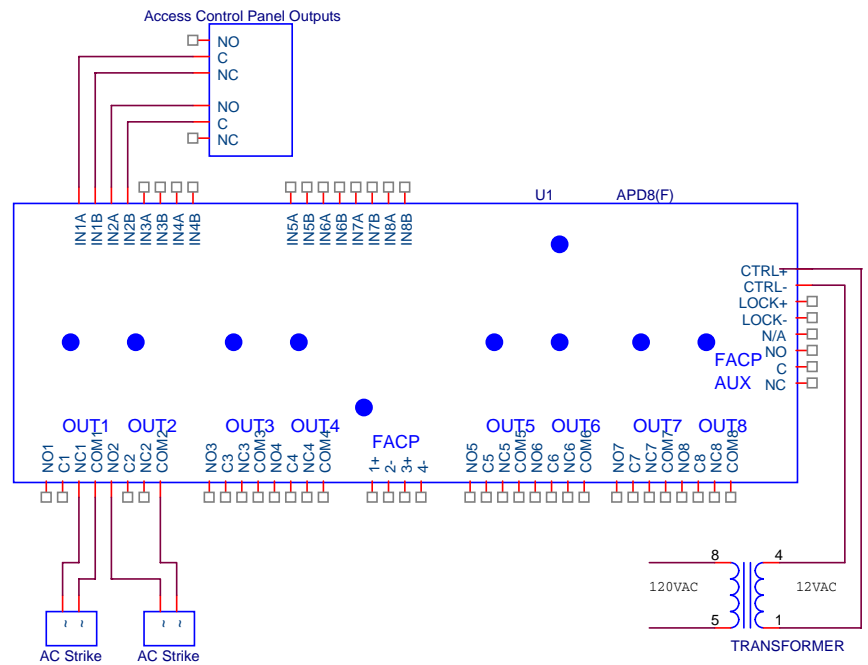 Access Control Panel Outputs
NO
C
NC
NO
C
NC
IN1A
IN1B
IN2A
IN2B
IN3A
IN3B
IN4A
IN4B
IN5A
IN5B
IN6A
IN6B
IN7A
IN7B
IN8A
IN8B
U1
APD8(F)
CTRL+
CTRL-
LOCK+
LOCK-
N/A
NO
C
NC
FACP
AUX
OUT1
OUT2
OUT3
OUT4
FACP
OUT5
OUT6
OUT7
OUT8
NO1
C1
NC1
COM1
NO2
C2
NC2
COM2
NO3
C3
NC3
COM3
NO4
C4
NC4
COM4
1+
2-
3+
4-
NO5
C5
NC5
COM5
NO6
C6
NC6
COM6
NO7
C7
NC7
COM7
NO8
C8
NC8
COM8
8
4
120VAC
12VAC
5
1
TRANSFORMER
~ ~
~ ~
AC Strike
AC Strike